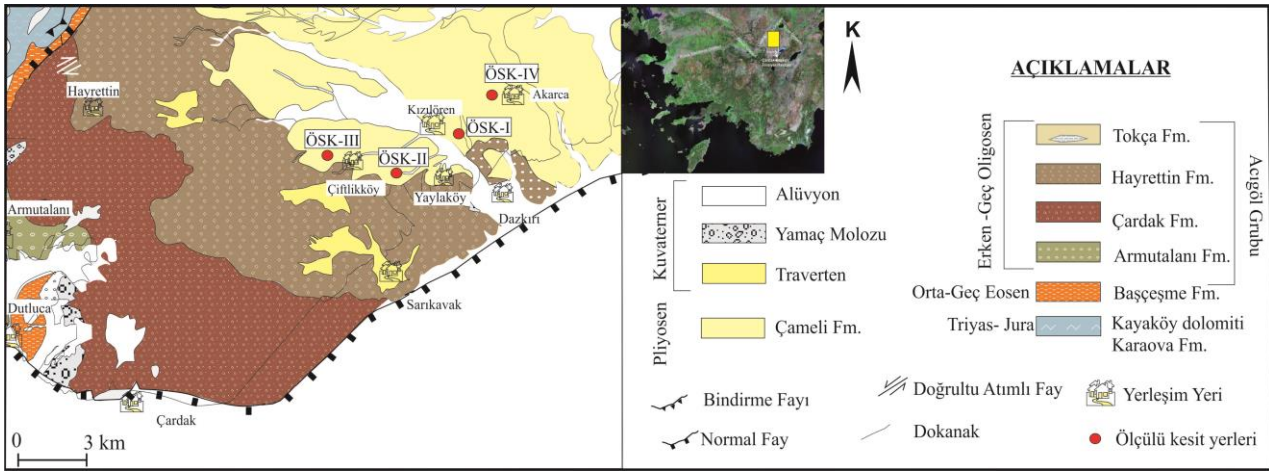 Hayrettin
ÖSK-IV
Akarca
Kızılören
ÖSK-I
ÖSK-III
ÖSK-II
Çiftlikköy
Yaylaköy
Armutalanı
Dazkırı
Sarıkavak
Dutluca
Çardak
0 3 km
K
AÇIKLAMALAR
Kuvaterner
Alüvyon
Yamaç Molozu
Traverten
Pliyosen
Çameli Fm.
Erken -Geç Oligosen
Tokça Fm.
Hayrettin Fm.
Çardak Fm.
Armutalanı Fm.
Acıgöl Grubu
Orta-Geç Eosen
Başçeşme Fm.
Triyas- Jura
Kayaköy dolomiti
Karaova Fm.
Bindirme Fayı
Normal Fay
Doğrultu Atımlı Fay
Dokanak
Yerleşim Yeri
Ölçülü kesit yerleri